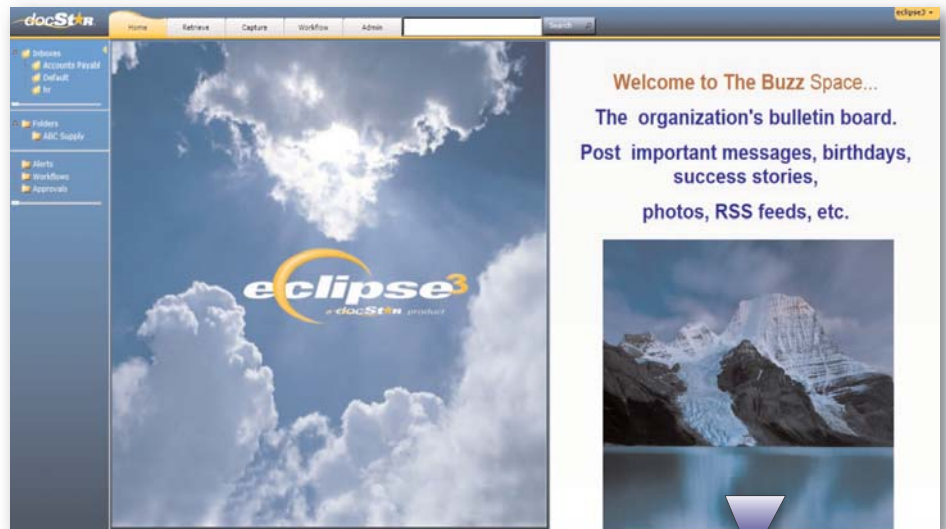 docStar
eclipse3
Home
Retrieve
Capture
Workflow
Admin
Search
Inboxes
Accounts Payabl
Default
hr
Folders
ABC Supply
Alerts
Workflows
Approvals
eclipse3
a docStar product
Welcome to The Buzz Space...
The organization's bulletin board.
Post important messages, birthdays,
success stories,
photos, RSS feeds, etc.